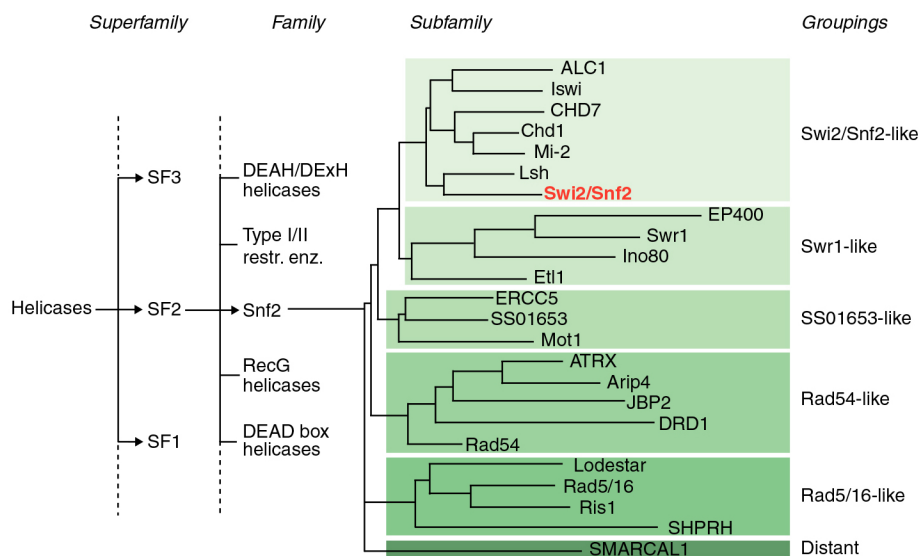 Superfamily
Family
Subfamily
Groupings
Helicases
SF3
SF2
SF1
DEAH/DExH
helicases
Type I/II
restr. enz.
Snf2
RecG
helicases
DEAD box
helicases
ALC1
Iswi
CHD7
Chd1
Mi-2
Lsh
Swi2/Snf2
Swi2/Snf2-like
EP400
Swr1
Ino80
Etl1
Swr1-like
ERCC5
SS01653
Mot1
SS01653-like
ATRX
Arip4
JBP2
DRD1
Rad54
Rad54-like
Lodestar
Rad5/16
Ris1
SHPRH
Rad5/16-like
SMARCAL1
Distant